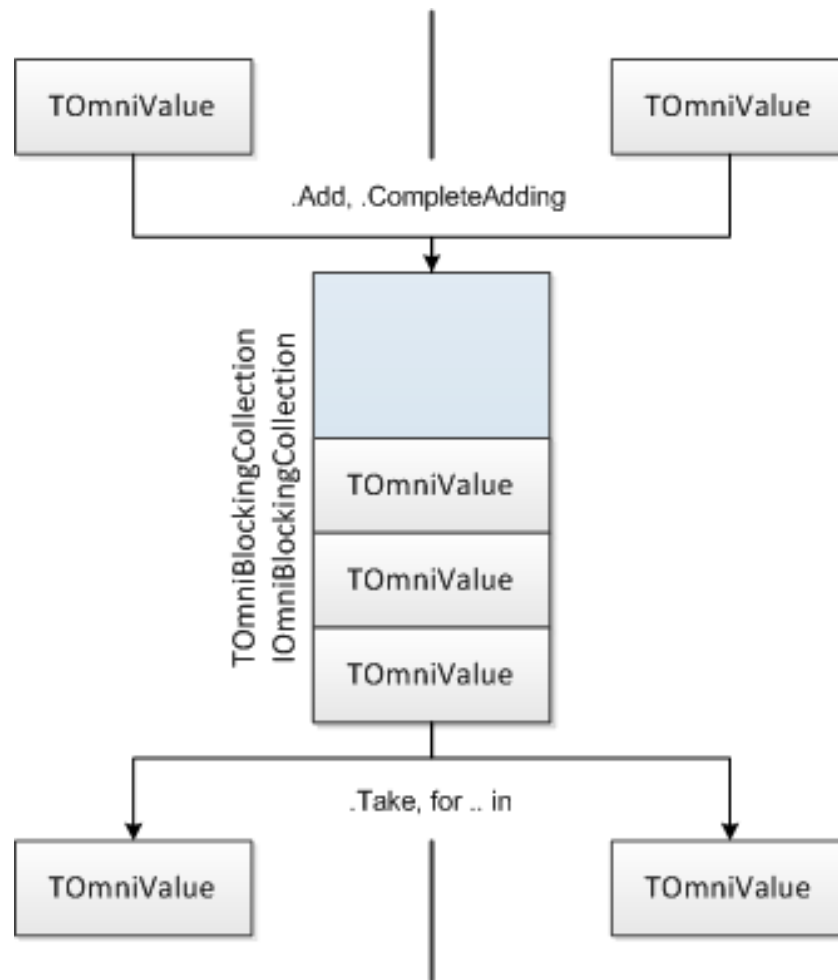 TOmniValue
TOmniValue
.Add, .CompleteAdding
TOmniBlockingCollection
IOmniBlockingCollection
TOmniValue
TOmniValue
TOmniValue
.Take, for .. in
TOmniValue
TOmniValue